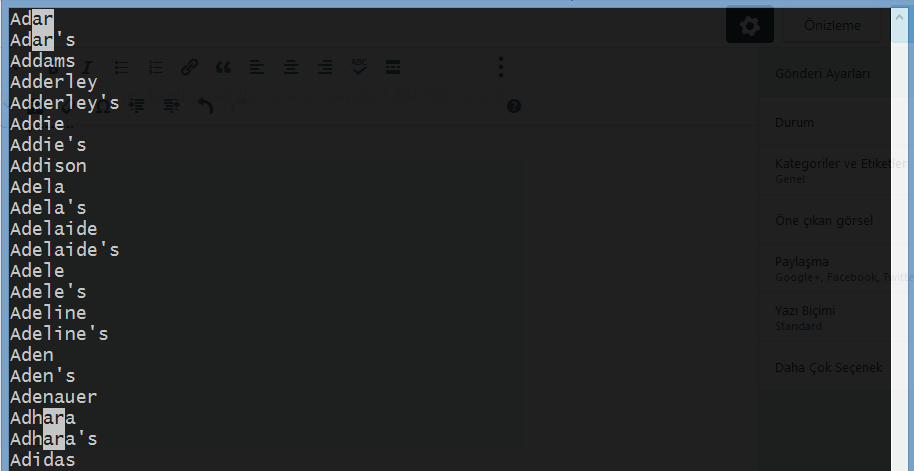 Adar
Adar's
Addams
Adderley
Adderley's
Addie
Addie's
Addison
Adela
Adela's
Adelaide
Adelaide's
Adele
Adele's
Adeline
Adeline's
Aden
Aden's
Adenauer
Adhara
Adhara's
Adidas
Önizleme
Gönderi Ayarları
Durum
Kategoriler ve Etiketler
Genel
Öne çıkan görsel
Paylaşma
Google+, Facebook, Twitte
Yazı Biçimi
Standard
Daha Çok Seçenek